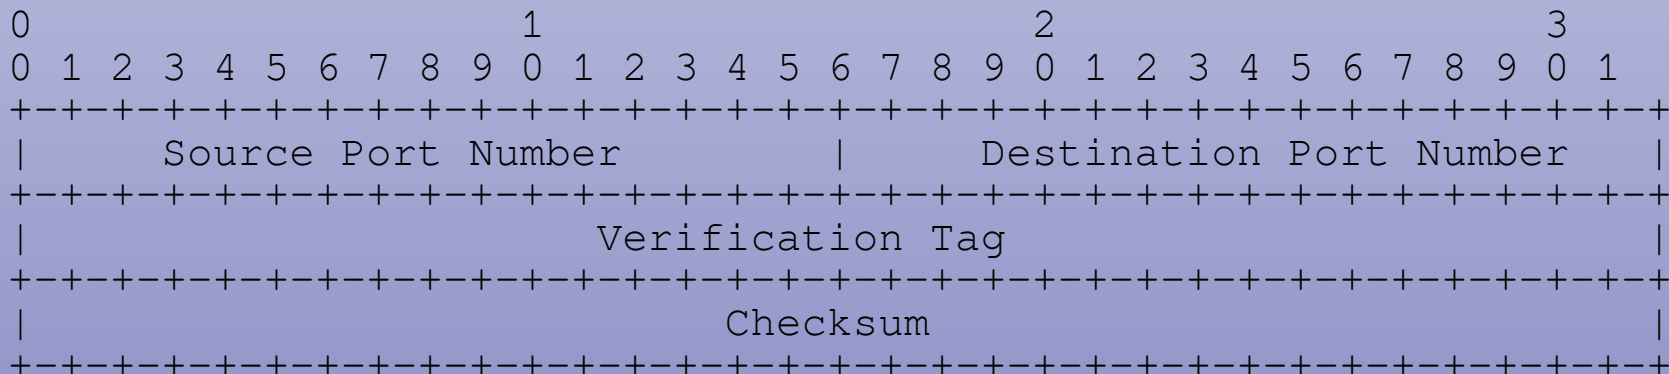 0                   1                   2                   3
0 1 2 3 4 5 6 7 8 9 0 1 2 3 4 5 6 7 8 9 0 1 2 3 4 5 6 7 8 9 0 1
+-+-+-+-+-+-+-+-+-+-+-+-+-+-+-+-+-+-+-+-+-+-+-+-+-+-+-+-+-+-+-+-+
|     Source Port Number        |     Destination Port Number   |
+-+-+-+-+-+-+-+-+-+-+-+-+-+-+-+-+-+-+-+-+-+-+-+-+-+-+-+-+-+-+-+-+
|                      Verification Tag                         |
+-+-+-+-+-+-+-+-+-+-+-+-+-+-+-+-+-+-+-+-+-+-+-+-+-+-+-+-+-+-+-+-+
|                           Checksum                            |
+-+-+-+-+-+-+-+-+-+-+-+-+-+-+-+-+-+-+-+-+-+-+-+-+-+-+-+-+-+-+-+-+